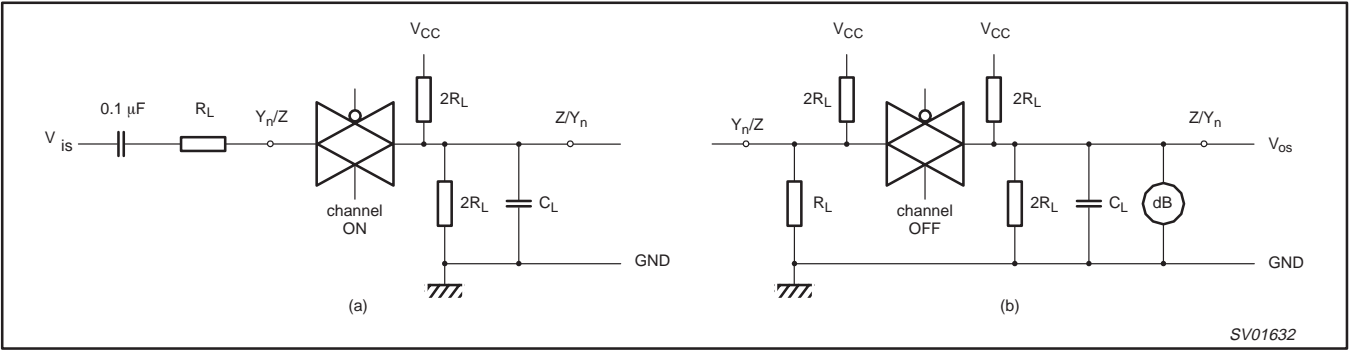 VCC
2RL
0.1 μF
RL
Yn/Z
Z/Yn
V is
2RL
CL
channel
ON
GND
(a)
VCC
VCC
2RL
2RL
Yn/Z
Z/Yn
Vos
RL
channel
OFF
2RL
CL
dB
GND
(b)
SV01632